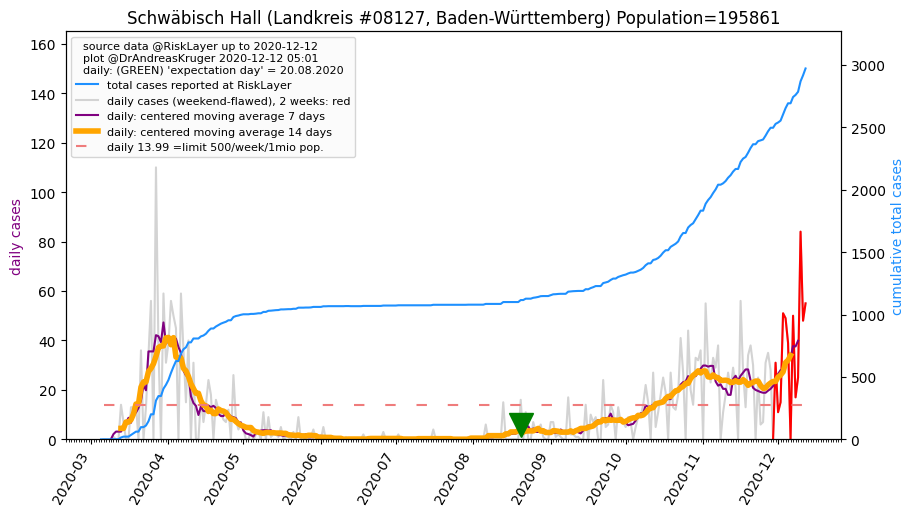 Schwäbisch Hall (Landkreis #08127, Baden-Württemberg) Population=195861
source data @RiskLayer up to 2020-12-12
plot @DrAndreasKruger 2020-12-12 05:01
daily: (GREEN) 'expectation day' = 20.08.2020
total cases reported at RiskLayer
daily cases (weekend-flawed), 2 weeks: red
daily: centered moving average 7 days
daily: centered moving average 14 days
daily 13.99 =limit 500/week/1mio pop.
daily cases
160
140
120
100
80
60
40
20
0
cumulative total cases
3000
2500
2000
1500
1000
500
0
2020-03
2020-04
2020-05
2020-06
2020-07
2020-08
2020-09
2020-10
2020-11
2020-12